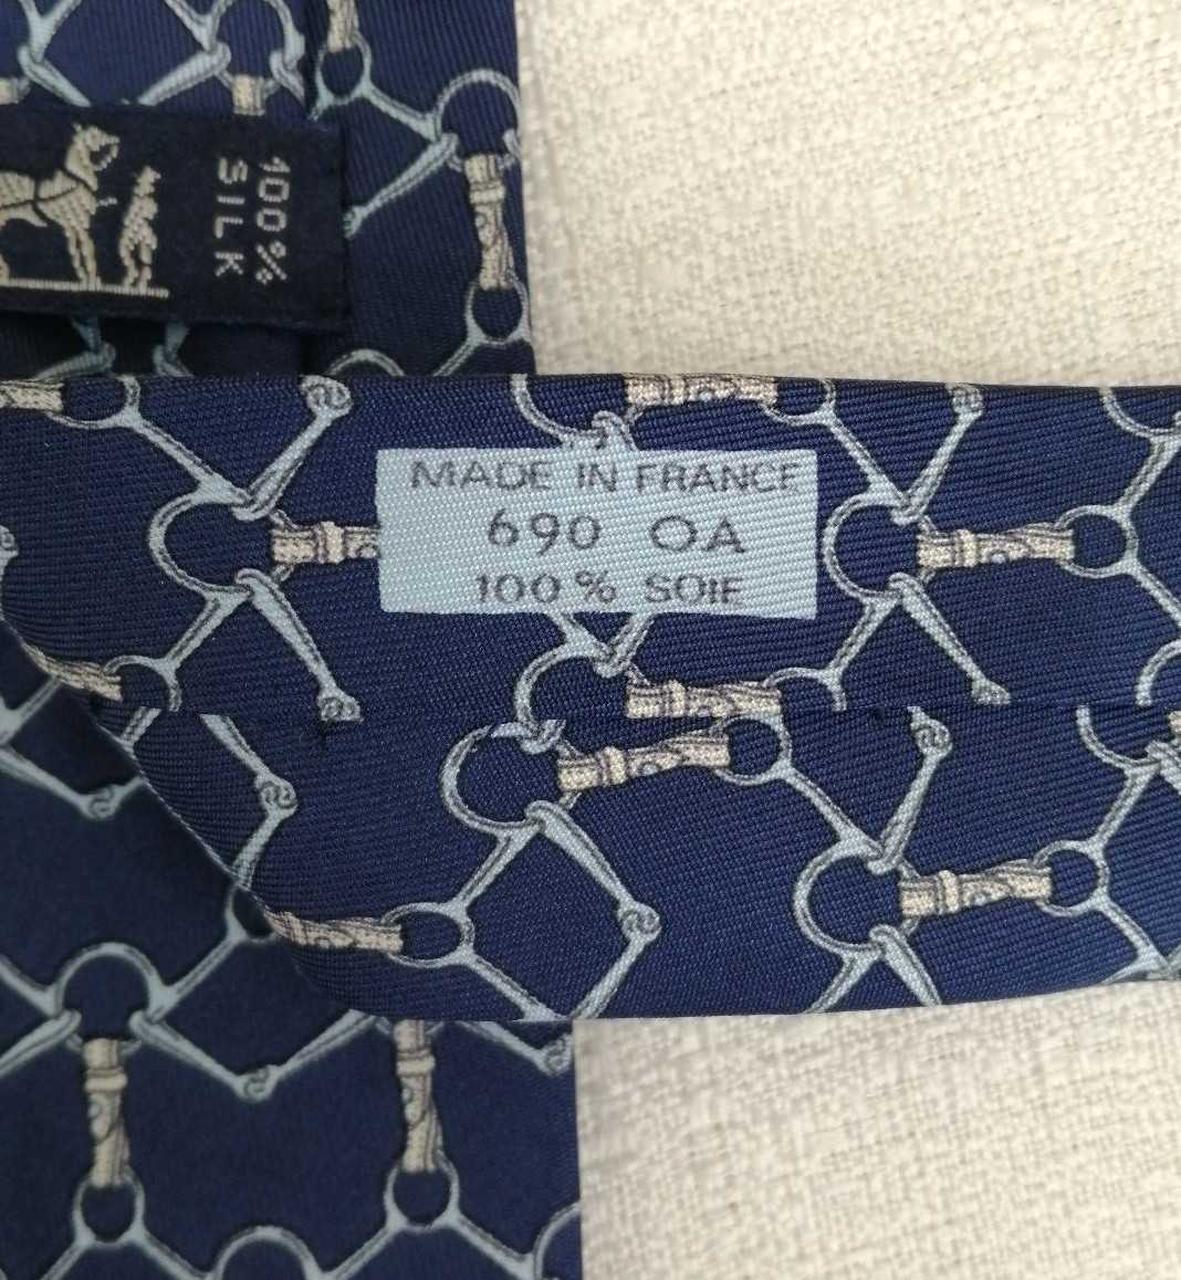 100%
SILK
MADE IN FRANCE
690 OA
100% SOIE